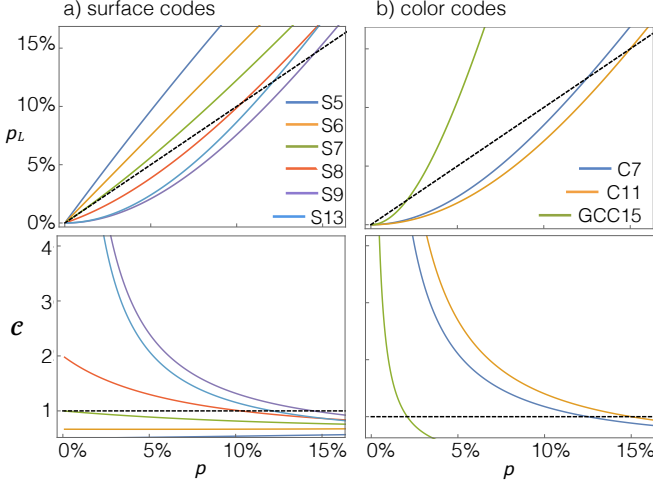 a) surface codes
b) color codes
15%
10%
5%
0%
p_L
S5
S6
S7
S8
S9
S13
C7
C11
GCC15
4
3
2
1
𝓒
0%
5%
10%
15%
p
0%
5%
10%
15%
p